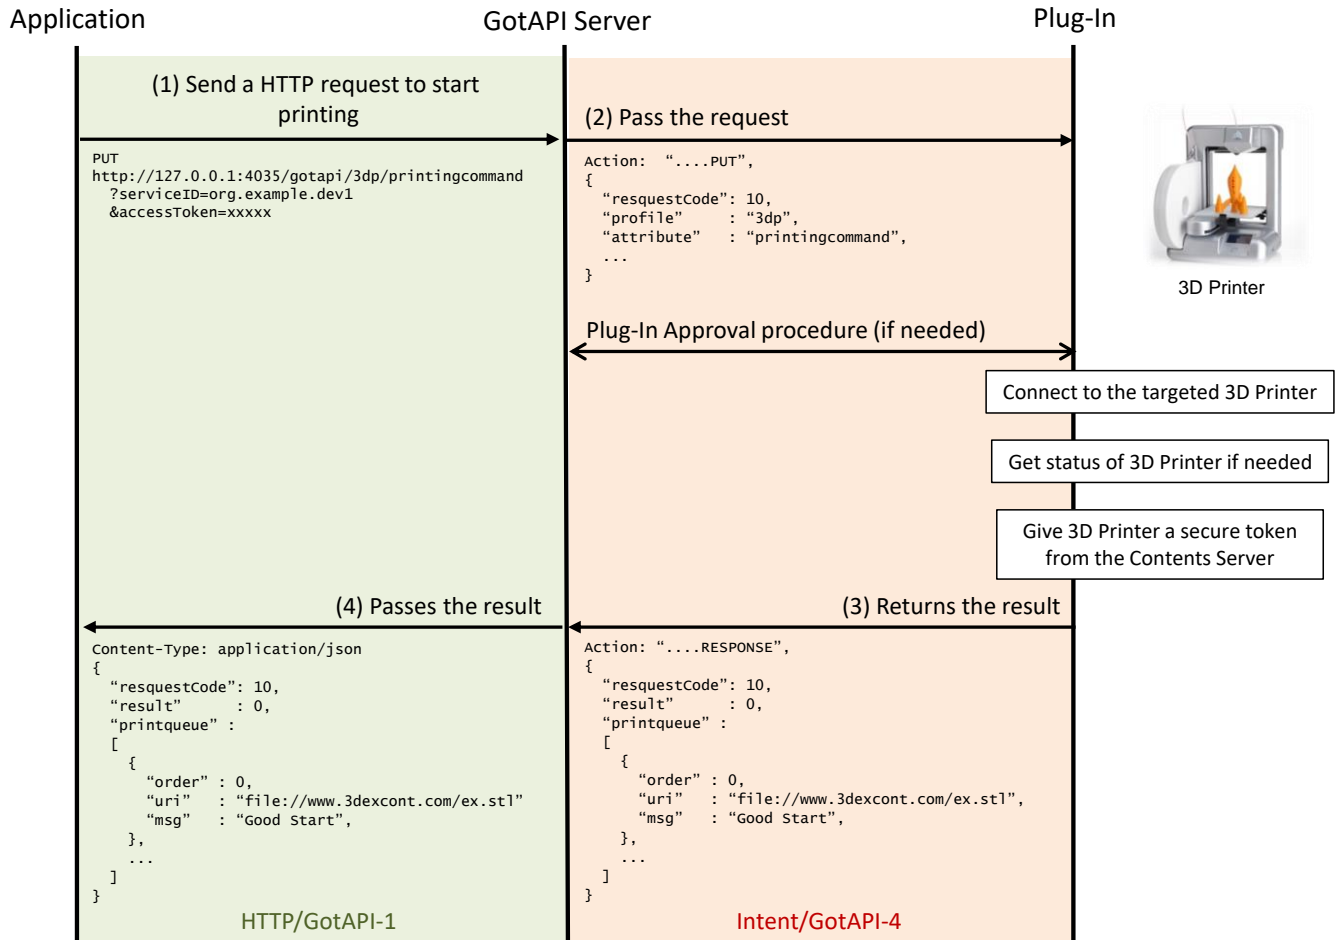 Application
GotAPI Server
Plug-In
(1) Send a HTTP request to start
printing
PUT
http://127.0.0.1:4035/gotapi/3dp/printingcommand
?serviceID=org.example.dev1
&accessToken=xxxxx
(2) Pass the request
Action: “....PUT”,
{
“resquestCode”: 10,
“profile” : “3dp”,
“attribute” : “printingcommand”,
...
}
3D Printer
Plug-In Approval procedure (if needed)
Connect to the targeted 3D Printer
Get status of 3D Printer if needed
Give 3D Printer a secure token
from the Contents Server
(4) Passes the result
Content-Type: application/json
{
“resquestCode”: 10,
“result” : 0,
“printqueue” :
[
{
“order” : 0,
“uri” : “file://www.3dexcont.com/ex.stl”
“msg” : “Good Start”,
},
...
]
}
HTTP/GotAPI-1
(3) Returns the result
Action: “....RESPONSE”,
{
“resquestCode”: 10,
“result” : 0,
“printqueue” :
[
{
“order” : 0,
“uri” : “file://www.3dexcont.com/ex.stl”,
“msg” : “Good Start”,
},
...
]
}
Intent/GotAPI-4